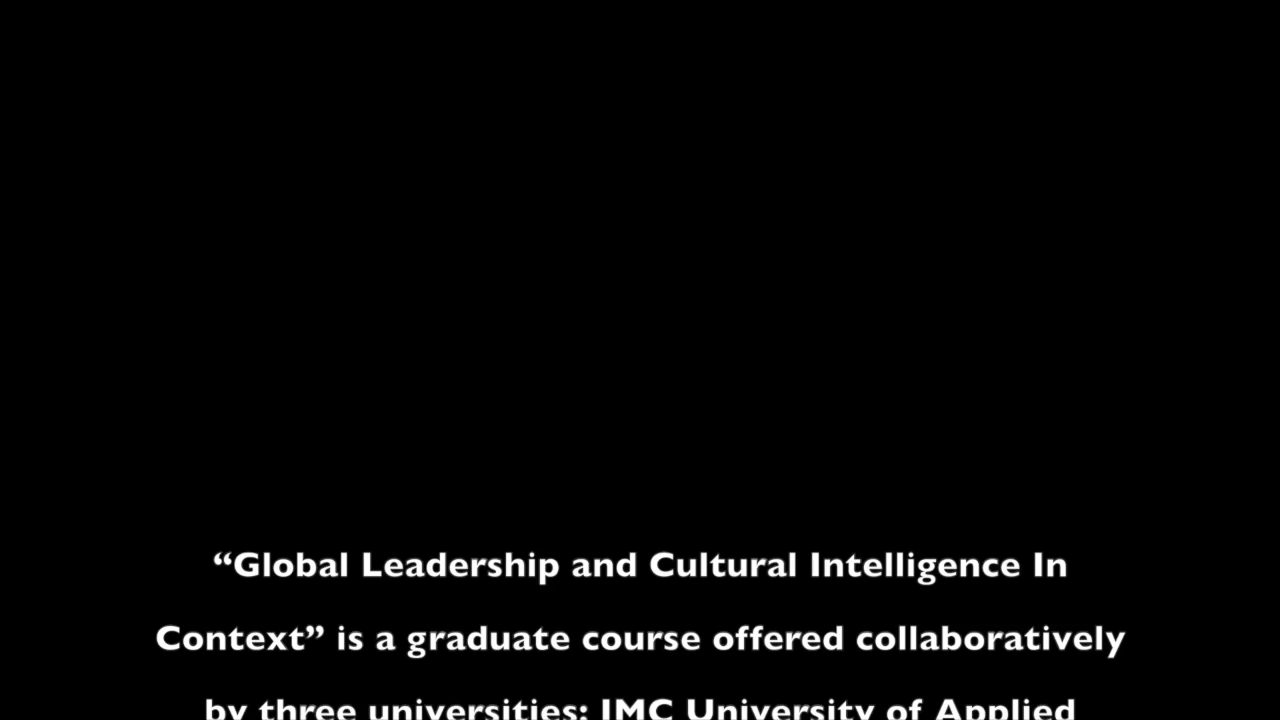 “Global Leadership and Cultural Intelligence In
Context” is a graduate course offered collaboratively
by three universities: IMC University of Applied